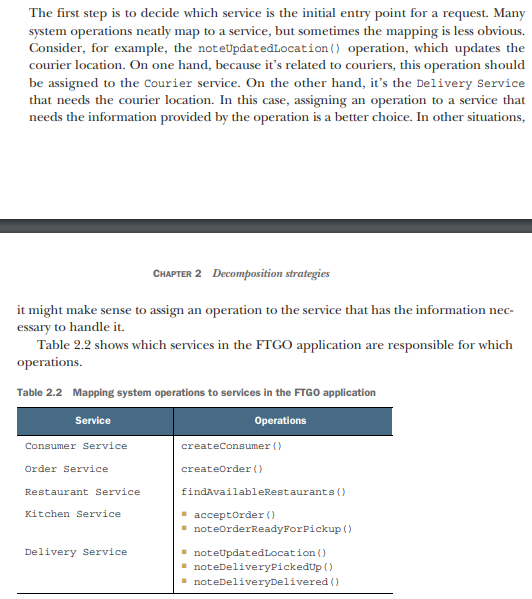 The first step is to decide which service is the initial entry point for a request. Many
system operations neatly map to a service, but sometimes the mapping is less obvious.
Consider, for example, the noteUpdatedLocation() operation, which updates the
courier location. On one hand, because it's related to couriers, this operation should
be assigned to the Courier service. On the other hand, it's the Delivery Service
that needs the courier location. In this case, assigning an operation to a service that
needs the information provided by the operation is a better choice. In other situations,
CHAPTER 2 Decomposition strategies
it might make sense to assign an operation to the service that has the information nec-
essary to handle it.
Table 2.2 shows which services in the FTGO application are responsible for which
operations.
Table 2.2 Mapping system operations to services in the FTGO application
Service Operations
Consumer Service createConsumer()
Order Service createOrder()
Restaurant Service findAvailableRestaurants()
Kitchen Service ■ acceptOrder()
■ noteOrderReadyForPickup()
Delivery Service ■ noteUpdatedLocation()
■ noteDeliveryPickedUp()
■ noteDeliveryDelivered()